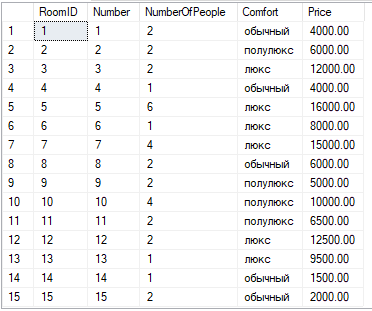 RoomID Number NumberOfPeople Comfort Price
1 1 1 2 обычный 4000.00
2 2 2 2 полулюкс 6000.00
3 3 3 2 люкс 12000.00
4 4 4 1 обычный 4000.00
5 5 5 6 люкс 16000.00
6 6 6 1 люкс 8000.00
7 7 7 4 люкс 15000.00
8 8 8 2 обычный 6000.00
9 9 9 2 полулюкс 5000.00
10 10 10 4 полулюкс 10000.00
11 11 11 2 полулюкс 6500.00
12 12 12 2 люкс 12500.00
13 13 13 1 люкс 9500.00
14 14 14 1 обычный 1500.00
15 15 15 2 обычный 2000.00